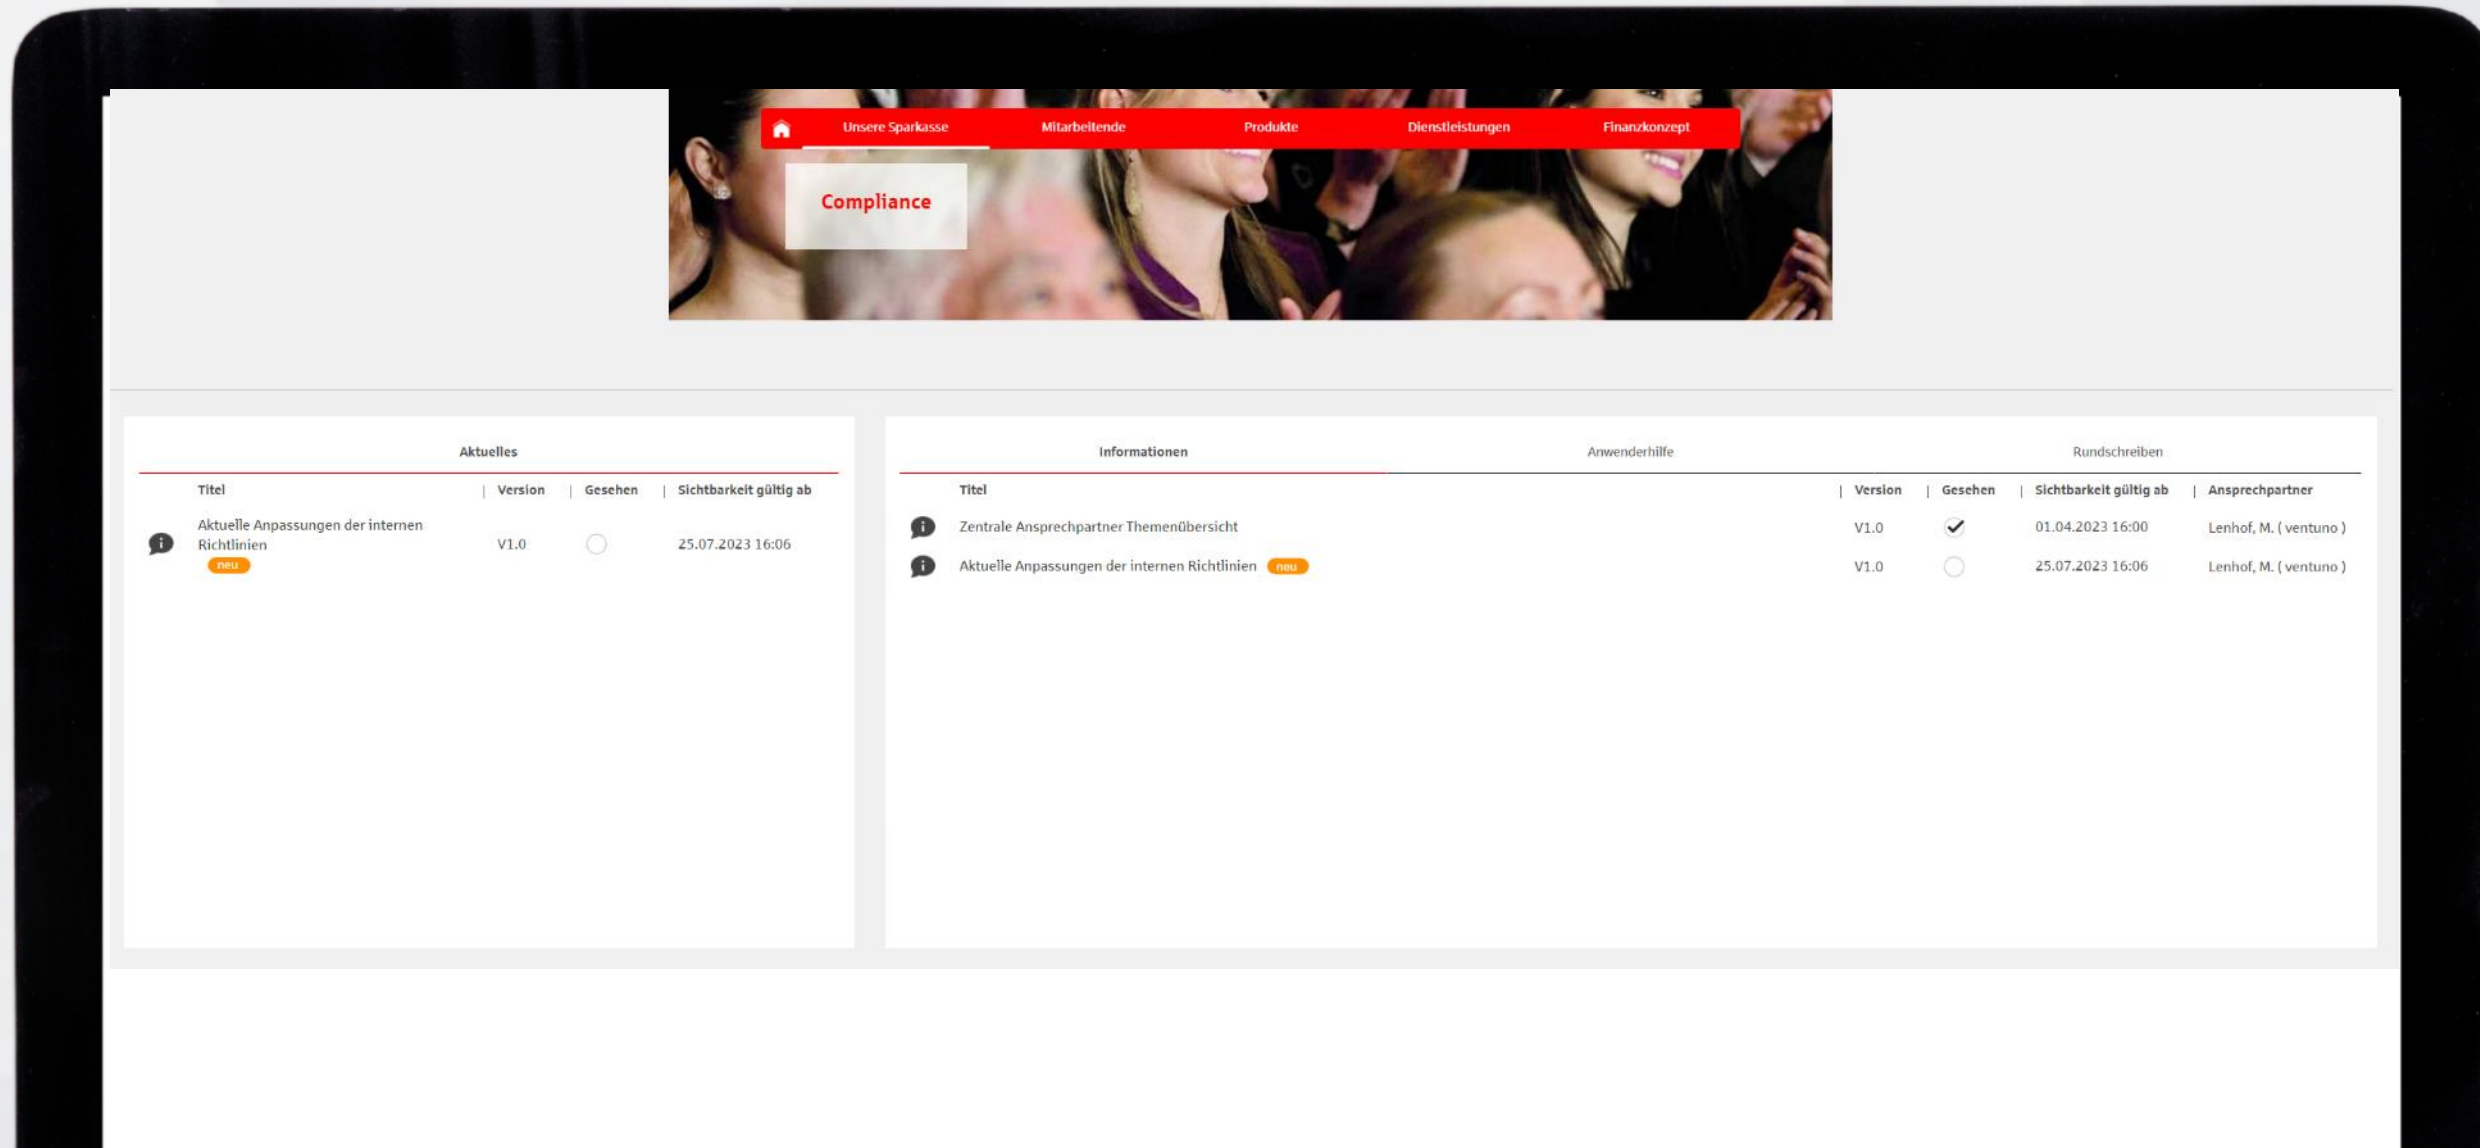 Unsere Sparkasse Mitarbeitende Produkte Dienstleistungen Finanzkonzept
Compliance
Aktuelles
Titel | Version | Gesehen | Sichtbarkeit gültig ab
Aktuelle Anpassungen der internen
Richtlinien
neu
V1.0 25.07.2023 16:06
Informationen Anwenderhilfe Rundschreiben
Titel | Version | Gesehen | Sichtbarkeit gültig ab | Ansprechpartner
Zentrale Ansprechpartner Themenübersicht V1.0 01.04.2023 16:00 Lenhof, M. ( ventuno )
Aktuelle Anpassungen der internen Richtlinien neu V1.0 25.07.2023 16:06 Lenhof, M. ( ventuno )